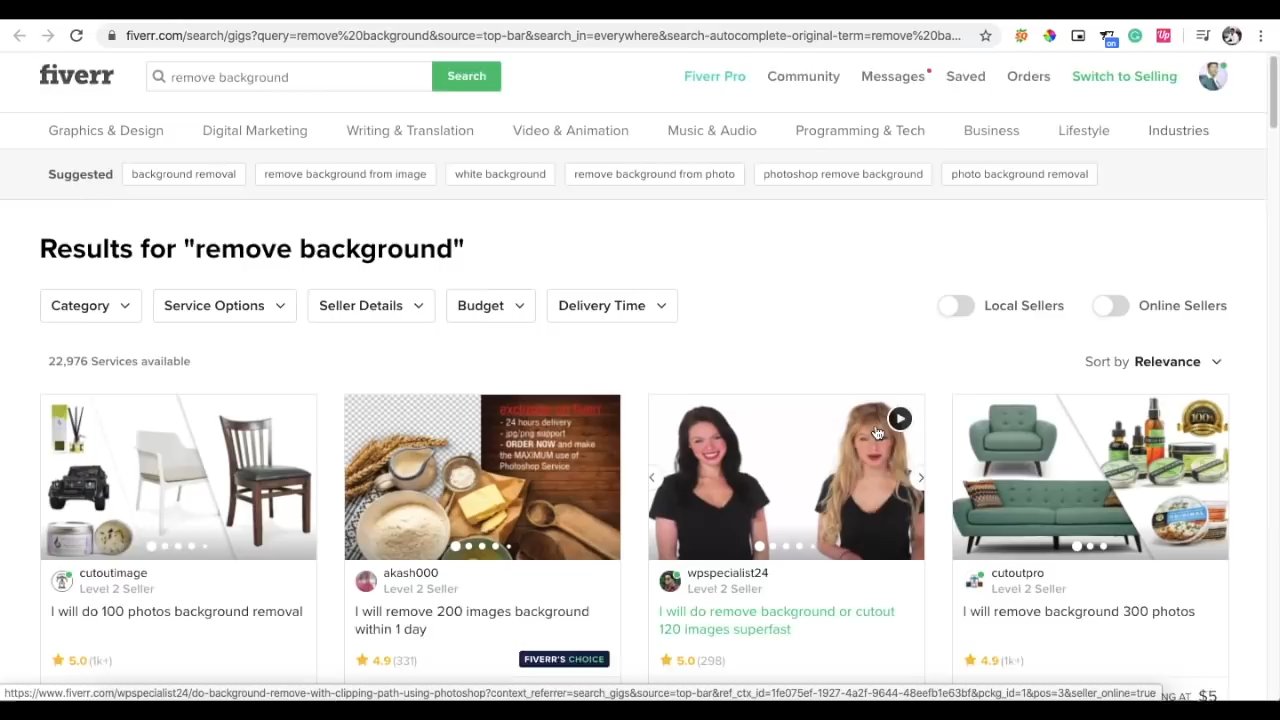 fiverr.com/search/gigs?query=remove%20background&source=top-bar&search_in=everywhere&search-autocomplete-original-term=remove%20ba...
on
Up
fiverr
remove background
Search
Fiverr Pro
Community
Messages
Saved
Orders
Switch to Selling
Graphics & Design
Digital Marketing
Writing & Translation
Video & Animation
Music & Audio
Programming & Tech
Business
Lifestyle
Industries
Suggested
background removal
remove background from image
white background
remove background from photo
photoshop remove background
photo background removal
Results for "remove background"
Category
Service Options
Seller Details
Budget
Delivery Time
Local Sellers
Online Sellers
22,976 Services available
Sort by Relevance
exclusive on fiverr
- 24 hours delivery
- jpg/png support
- ORDER NOW and make
the MAXIMUM use of
Photoshop Service
100%
cutoutimage
Level 2 Seller
I will do 100 photos background removal
5.0 (1k+)
akash000
Level 2 Seller
I will remove 200 images background
within 1 day
4.9 (331)
FIVERR'S CHOICE
wpspecialist24
Level 2 Seller
I will do remove background or cutout
120 images superfast
5.0 (298)
cutoutpro
Level 2 Seller
I will remove background 300 photos
4.9 (1k+)
https://www.fiverr.com/wpspecialist24/do-background-remove-with-clipping-path-using-photoshop?context_referrer=search_gigs&source=top-bar&ref_ctx_id=1fe075ef-1927-4a2f-9644-48eefb1e63bf&pckg_id=1&pos=3&seller_online=true
NG AT $5